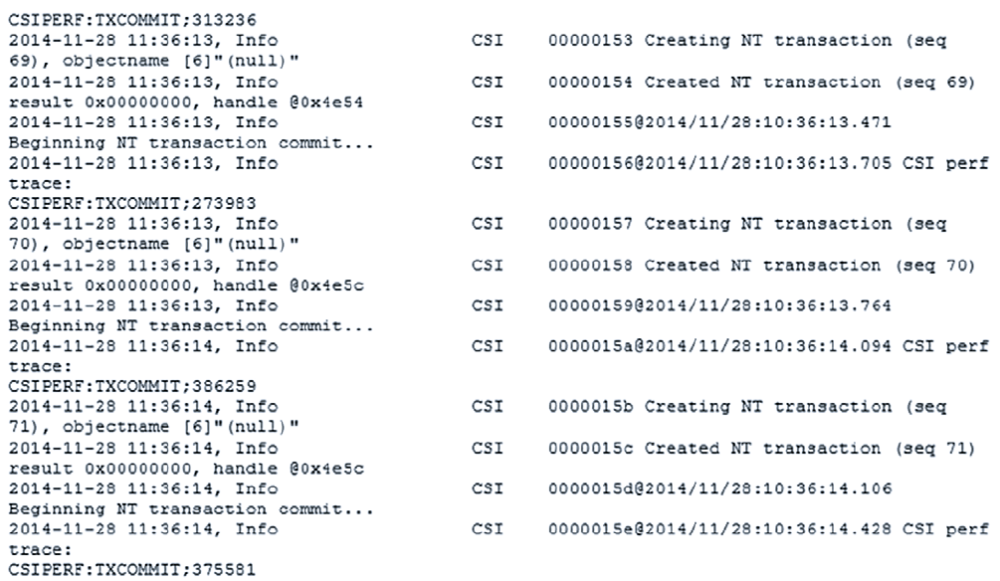 CSIPERF:TXCOMMIT;313236
2014-11-28 11:36:13, Info                  CSI    00000153 Creating NT transaction (seq
69), objectname [6]"(null)"
2014-11-28 11:36:13, Info                  CSI    00000154 Created NT transaction (seq 69)
result 0x00000000, handle @0x4e54
2014-11-28 11:36:13, Info                  CSI    00000155@2014/11/28:10:36:13.471
Beginning NT transaction commit...
2014-11-28 11:36:13, Info                  CSI    00000156@2014/11/28:10:36:13.705 CSI perf
trace:
CSIPERF:TXCOMMIT;273983
2014-11-28 11:36:13, Info                  CSI    00000157 Creating NT transaction (seq
70), objectname [6]"(null)"
2014-11-28 11:36:13, Info                  CSI    00000158 Created NT transaction (seq 70)
result 0x00000000, handle @0x4e5c
2014-11-28 11:36:13, Info                  CSI    00000159@2014/11/28:10:36:13.764
Beginning NT transaction commit...
2014-11-28 11:36:14, Info                  CSI    0000015a@2014/11/28:10:36:14.094 CSI perf
trace:
CSIPERF:TXCOMMIT;386259
2014-11-28 11:36:14, Info                  CSI    0000015b Creating NT transaction (seq
71), objectname [6]"(null)"
2014-11-28 11:36:14, Info                  CSI    0000015c Created NT transaction (seq 71)
result 0x00000000, handle @0x4e5c
2014-11-28 11:36:14, Info                  CSI    0000015d@2014/11/28:10:36:14.106
Beginning NT transaction commit...
2014-11-28 11:36:14, Info                  CSI    0000015e@2014/11/28:10:36:14.428 CSI perf
trace:
CSIPERF:TXCOMMIT;375581